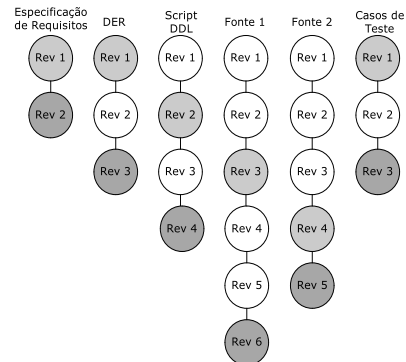 Especificação
de Requisitos
DER
Script
DDL
Fonte 1
Fonte 2
Casos de
Teste
Rev 1
Rev 1
Rev 1
Rev 1
Rev 1
Rev 1
Rev 2
Rev 2
Rev 2
Rev 2
Rev 2
Rev 2
Rev 3
Rev 3
Rev 3
Rev 3
Rev 3
Rev 4
Rev 4
Rev 4
Rev 5
Rev 5
Rev 6